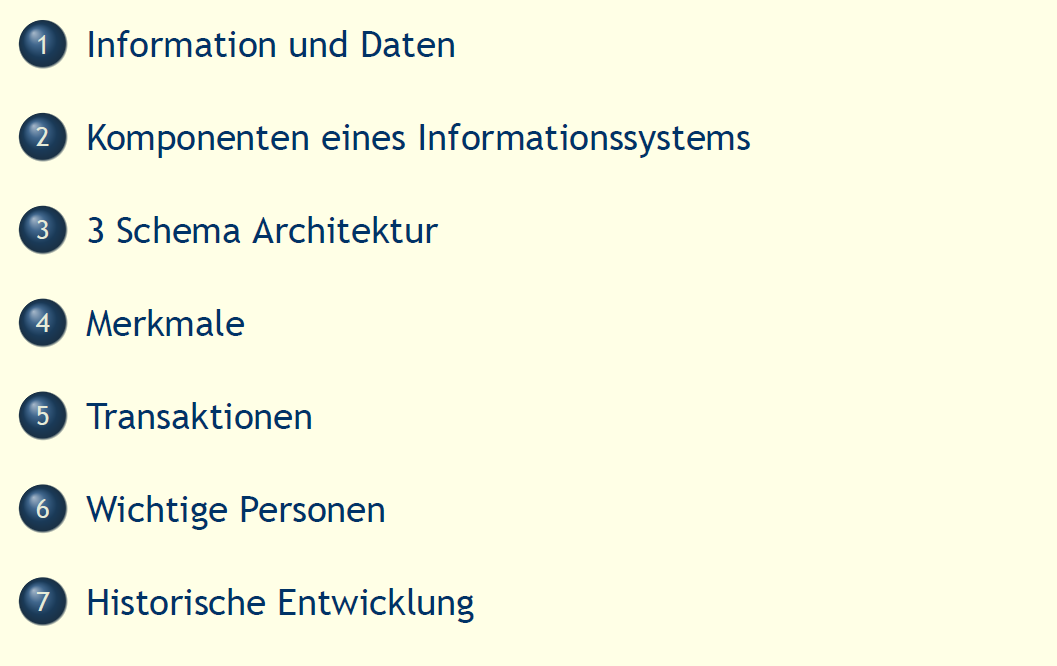 1 Information und Daten
2 Komponenten eines Informationssystems
3 3 Schema Architektur
4 Merkmale
5 Transaktionen
6 Wichtige Personen
7 Historische Entwicklung